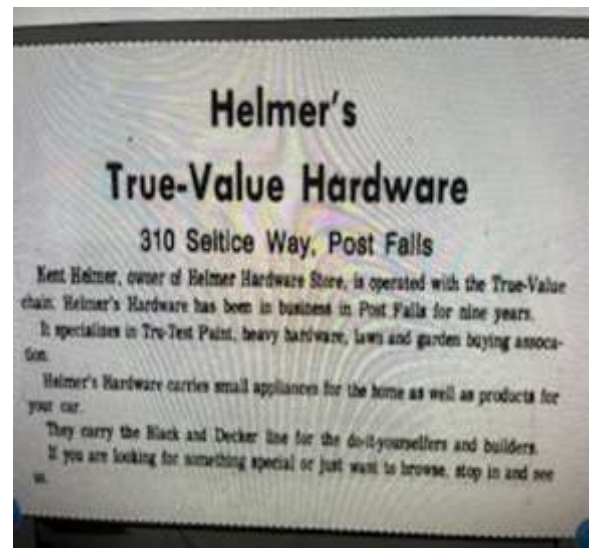 Helmer's
True-Value Hardware
310 Seltice Way, Post Falls
Kent Helmer, owner of Helmer Hardware Store, is operated with the True-Value
chain. Helmer's Hardware has been in business in Post Falls for nine years.
It specializes in Tru-Test Paint, heavy hardware, lawn and garden buying assoca-
tion.
Helmer's Hardware carries small appliances for the home as well as products for
your car.
They carry the Black and Decker line for the do-it-yourselfers and builders.
If you are looking for something special or just want to browse, stop in and see
us.